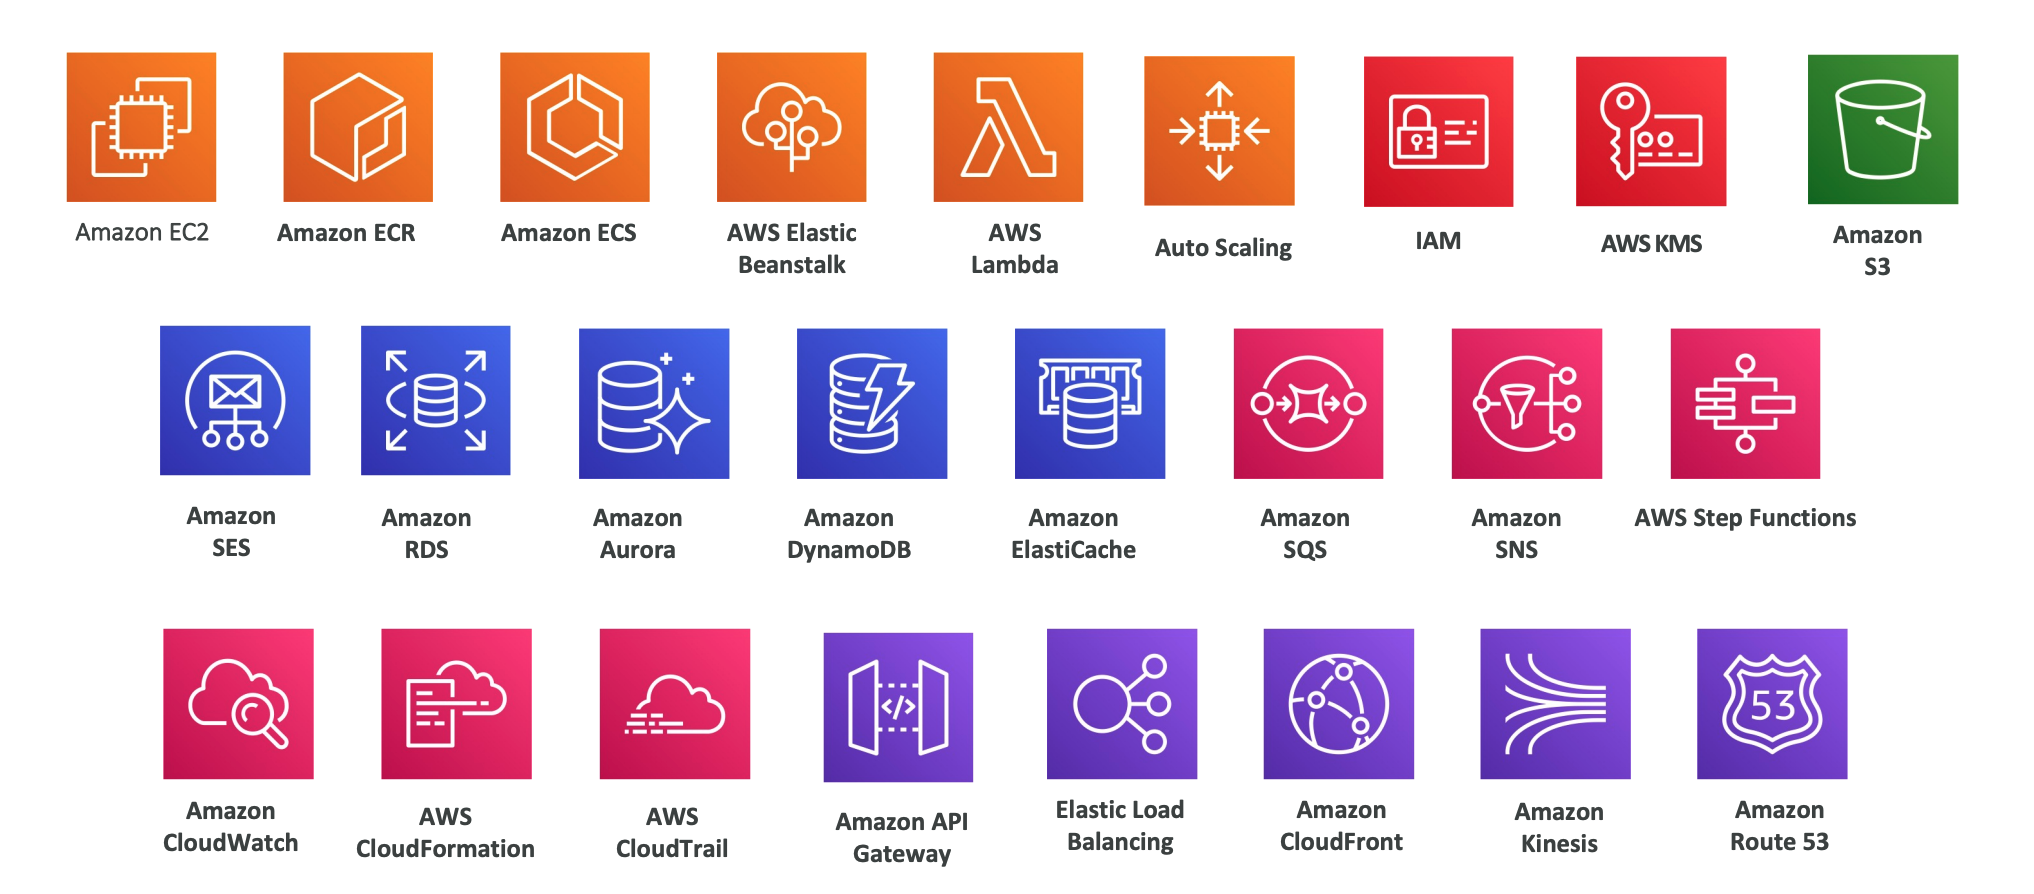 Amazon EC2
Amazon ECR
Amazon ECS
AWS Elastic
Beanstalk
AWS
Lambda
Auto Scaling
IAM
AWS KMS
Amazon
S3
Amazon
SES
Amazon
RDS
Amazon
Aurora
Amazon
DynamoDB
Amazon
ElastiCache
Amazon
SQS
Amazon
SNS
AWS Step Functions
Amazon
CloudWatch
AWS
CloudFormation
AWS
CloudTrail
</>
Amazon API
Gateway
Elastic Load
Balancing
Amazon
CloudFront
Amazon
Kinesis
53
Amazon
Route 53